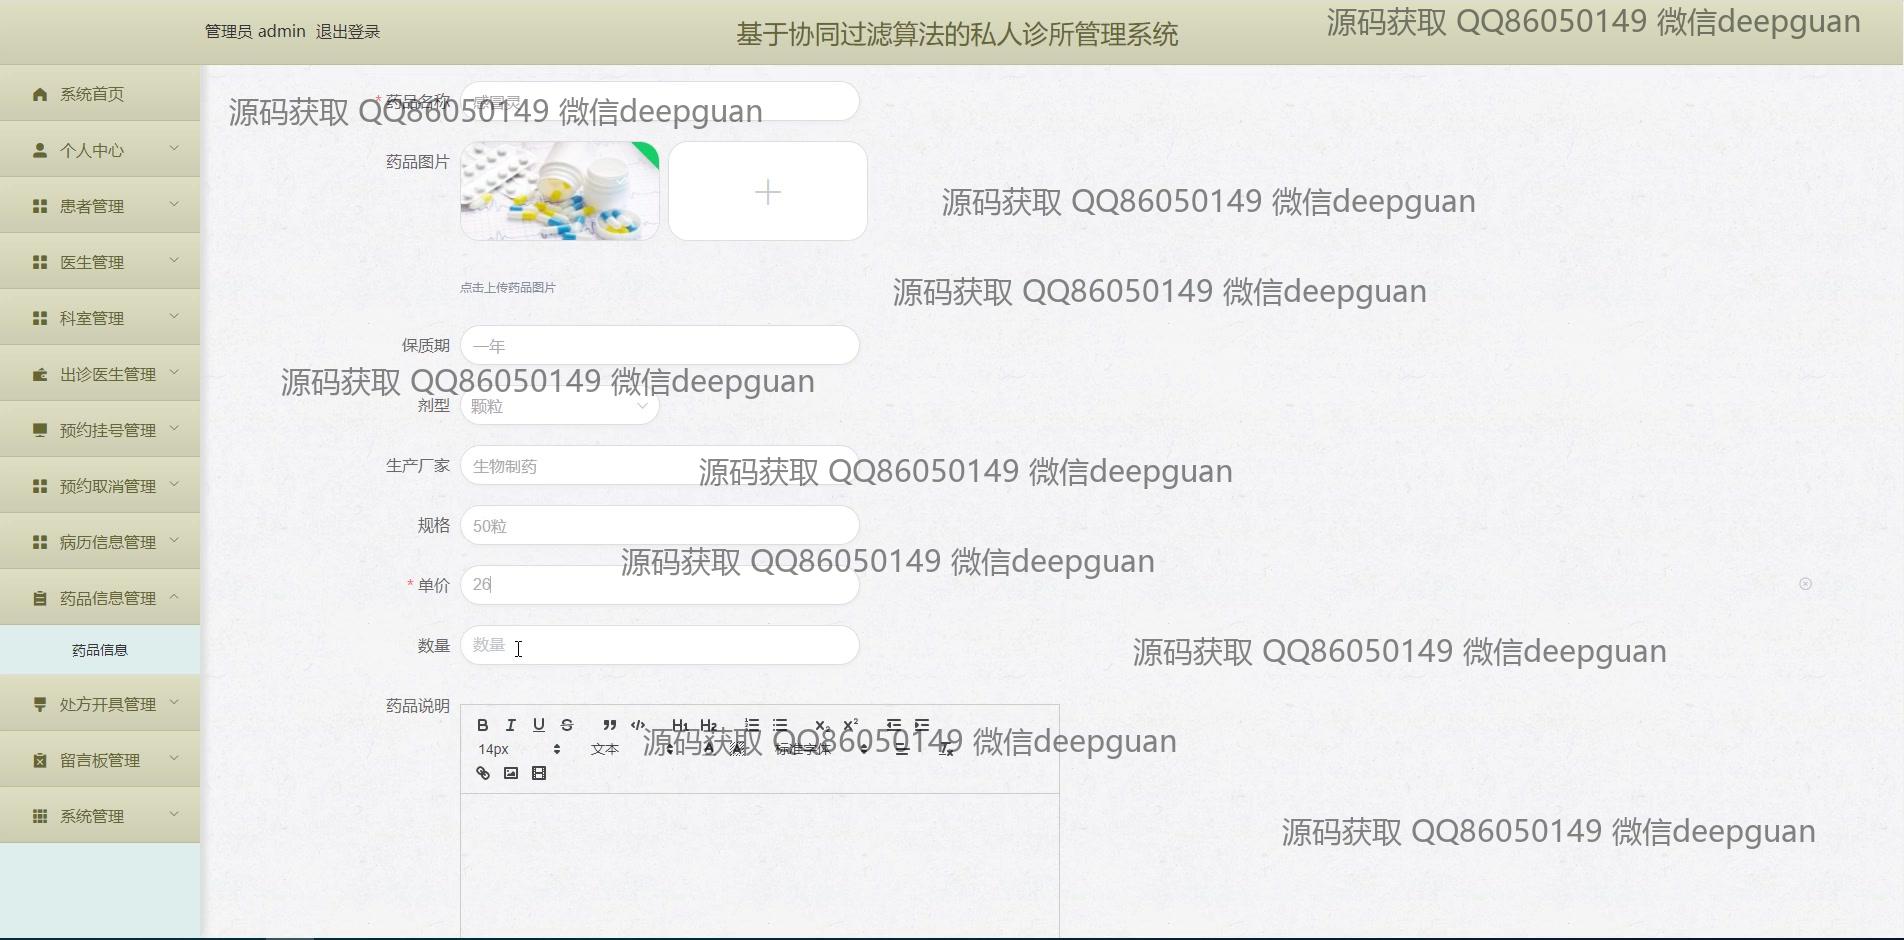 管理员 admin 退出登录
基于协同过滤算法的私人诊所管理系统
源码获取 QQ86050149 微信deepguan
系统首页
个人中心
患者管理
医生管理
科室管理
出诊医生管理
预约挂号管理
预约取消管理
病历信息管理
药品信息管理
药品信息
处方开具管理
留言板管理
系统管理
* 药品名称 感冒灵
源码获取 QQ86050149 微信deepguan
药品图片
源码获取 QQ86050149 微信deepguan
点击上传药品图片
源码获取 QQ86050149 微信deepguan
保质期 一年
源码获取 QQ86050149 微信deepguan
剂型 颗粒
生产厂家 生物制药
源码获取 QQ86050149 微信deepguan
规格 50粒
源码获取 QQ86050149 微信deepguan
* 单价 26
数量 数量
源码获取 QQ86050149 微信deepguan
药品说明
B I U S H1 H2 X₂ X²
14px 文本 A 标准字体
源码获取 QQ86050149 微信deepguan
源码获取 QQ86050149 微信deepguan